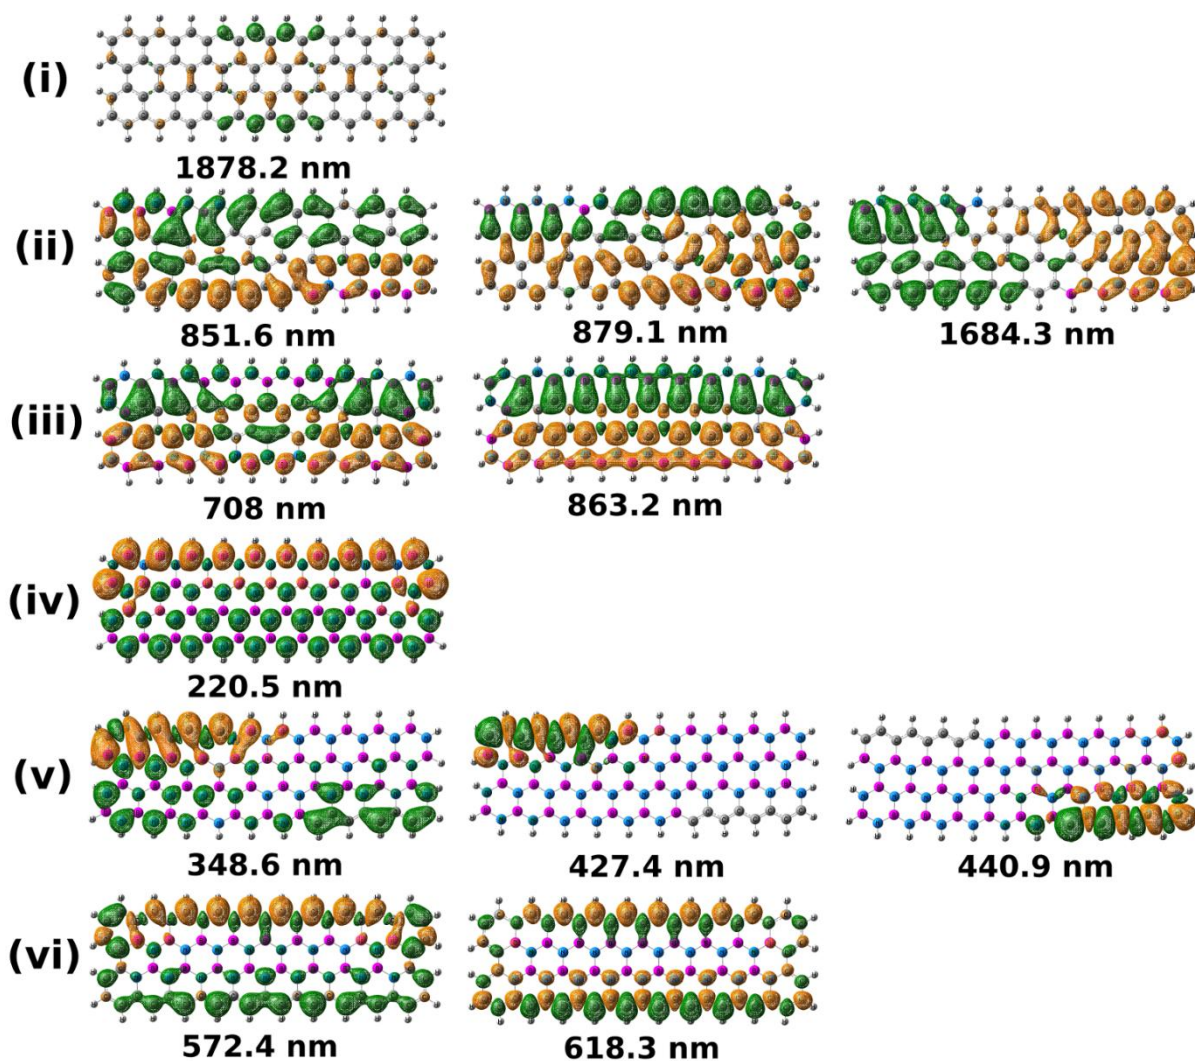 (i)
1878.2 nm
(ii)
851.6 nm
879.1 nm
1684.3 nm
(iii)
708 nm
863.2 nm
(iv)
220.5 nm
(v)
348.6 nm
427.4 nm
440.9 nm
(vi)
572.4 nm
618.3 nm